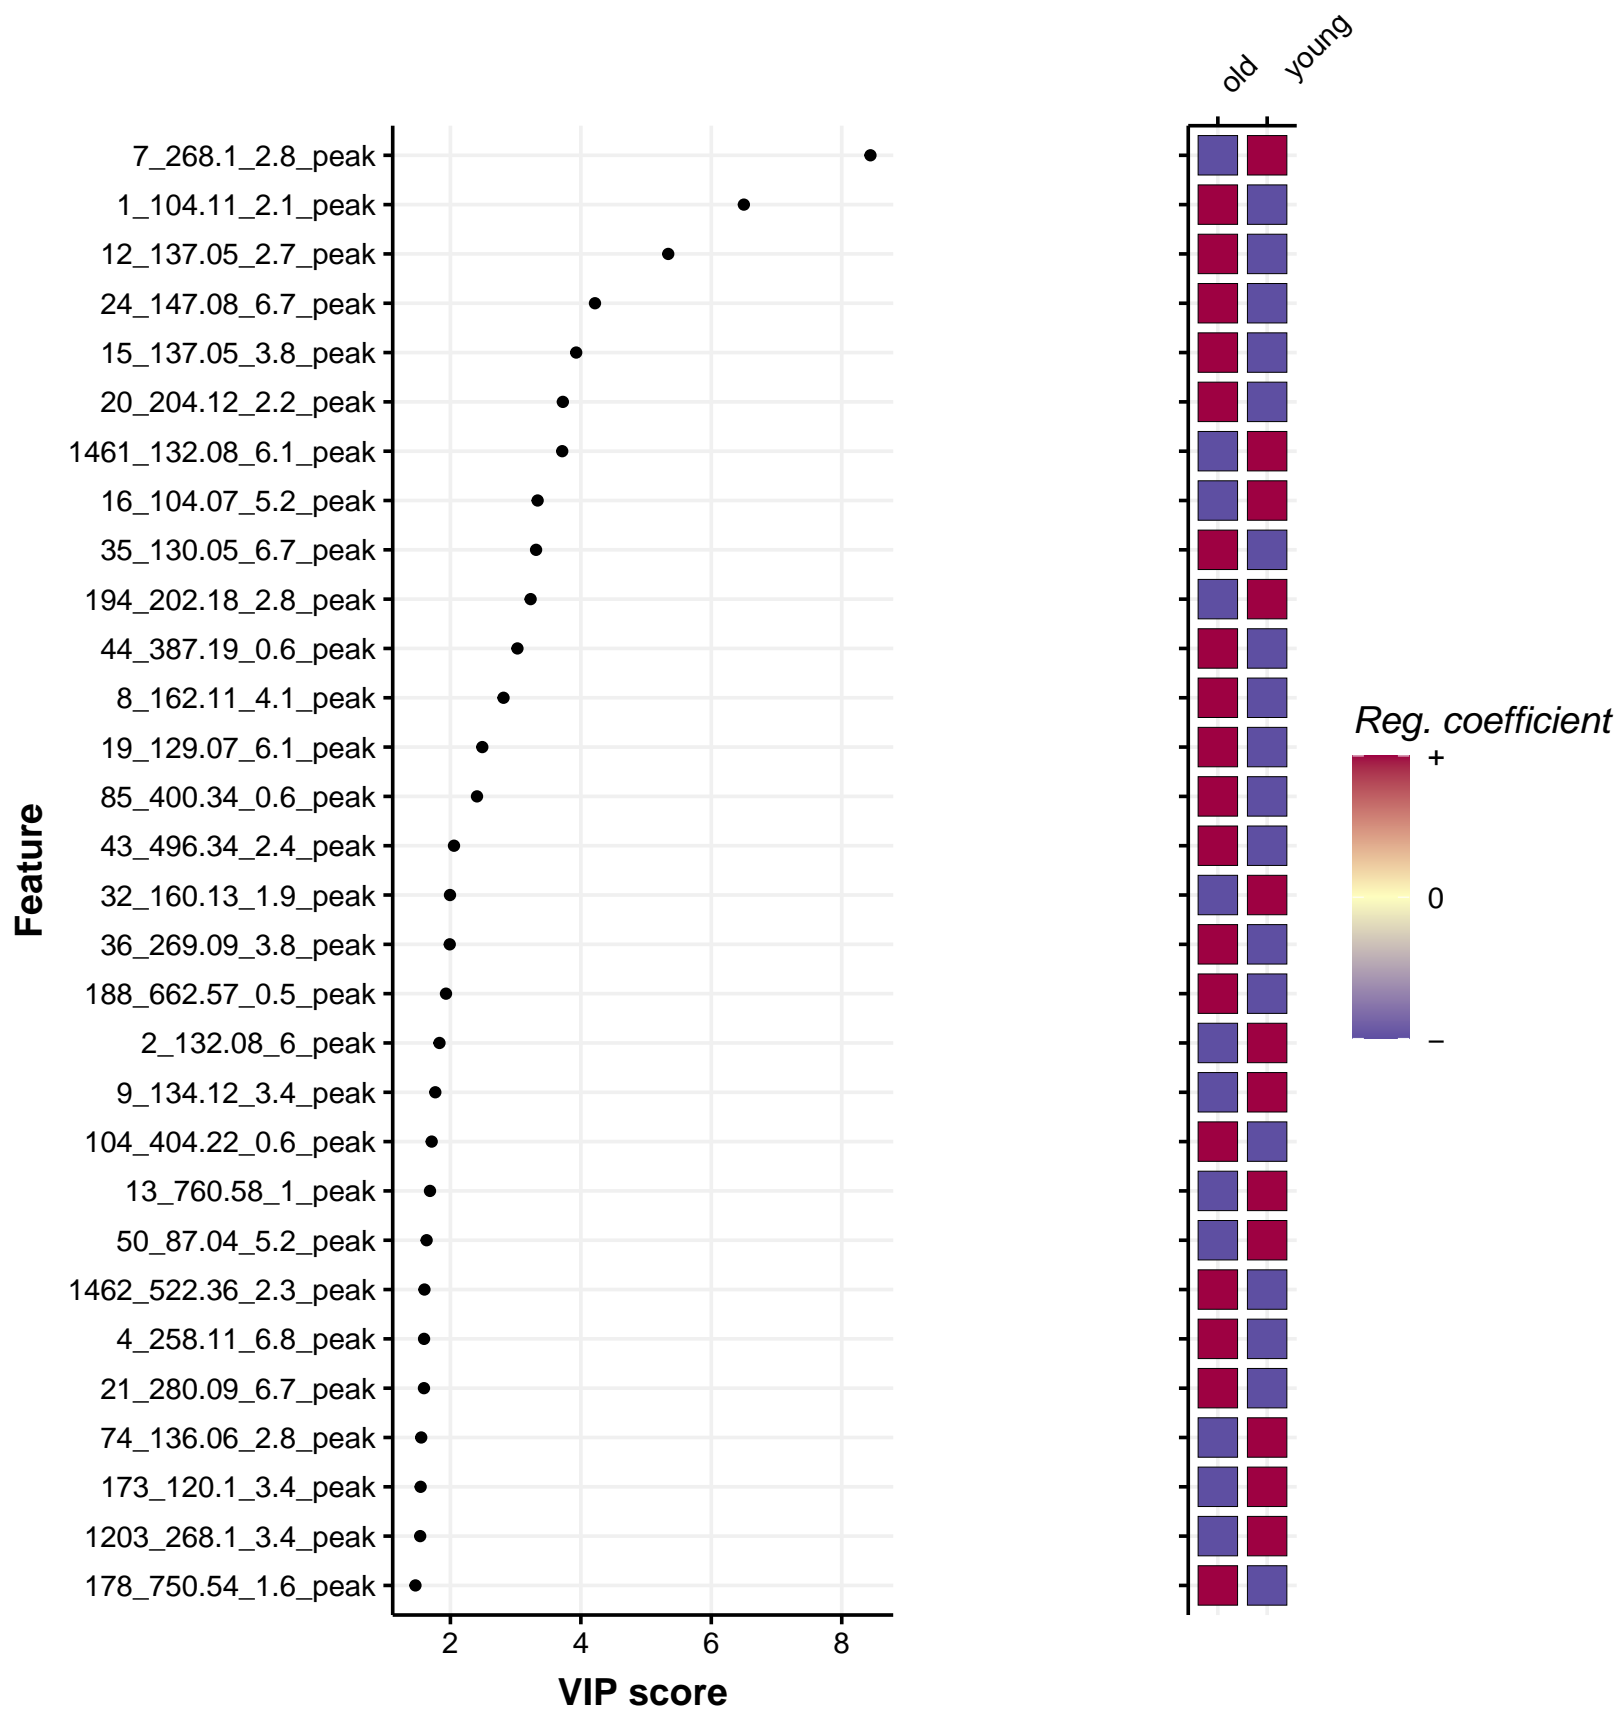 old
young
7_268.1_2.8_peak
1_104.11_2.1_peak
12_137.05_2.7_peak
24_147.08_6.7_peak
15_137.05_3.8_peak
20_204.12_2.2_peak
1461_132.08_6.1_peak
16_104.07_5.2_peak
35_130.05_6.7_peak
194_202.18_2.8_peak
44_387.19_0.6_peak
8_162.11_4.1_peak
19_129.07_6.1_peak
85_400.34_0.6_peak
43_496.34_2.4_peak
32_160.13_1.9_peak
36_269.09_3.8_peak
188_662.57_0.5_peak
2_132.08_6_peak
9_134.12_3.4_peak
104_404.22_0.6_peak
13_760.58_1_peak
50_87.04_5.2_peak
1462_522.36_2.3_peak
4_258.11_6.8_peak
21_280.09_6.7_peak
74_136.06_2.8_peak
173_120.1_3.4_peak
1203_268.1_3.4_peak
178_750.54_1.6_peak
Feature
2 4 6 8
VIP score
Reg. coefficient
+
0
−